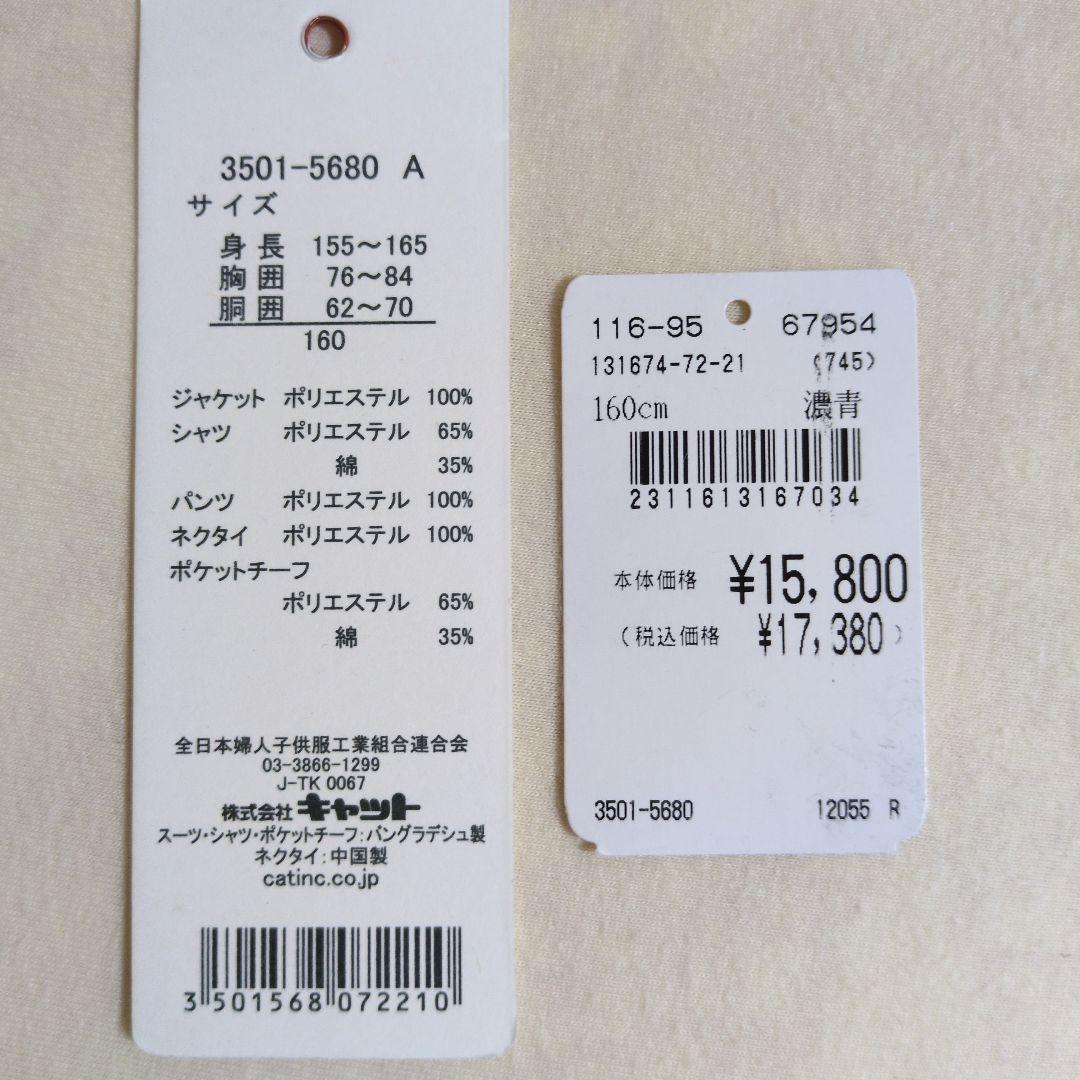 3501-5680 A
サイズ
身長 155～165
胸囲 76～84
胴囲 62～70
160
ジャケット ポリエステル 100%
シャツ ポリエステル 65%
綿 35%
パンツ ポリエステル 100%
ネクタイ ポリエステル 100%
ポケットチーフ
ポリエステル 65%
綿 35%
全日本婦人子供服工業組合連合会
03-3866-1299
J-TK 0067
株式会社 キャット
スーツ・シャツ・ポケットチーフ:バングラデシュ製
ネクタイ:中国製
catinc.co.jp
3 501568 072210
116-95 67954
131674-72-21 (745)
160cm 濃青
2311613167034
本体価格 ¥15,800
(税込価格 ¥17,380)
3501-5680 12055 R